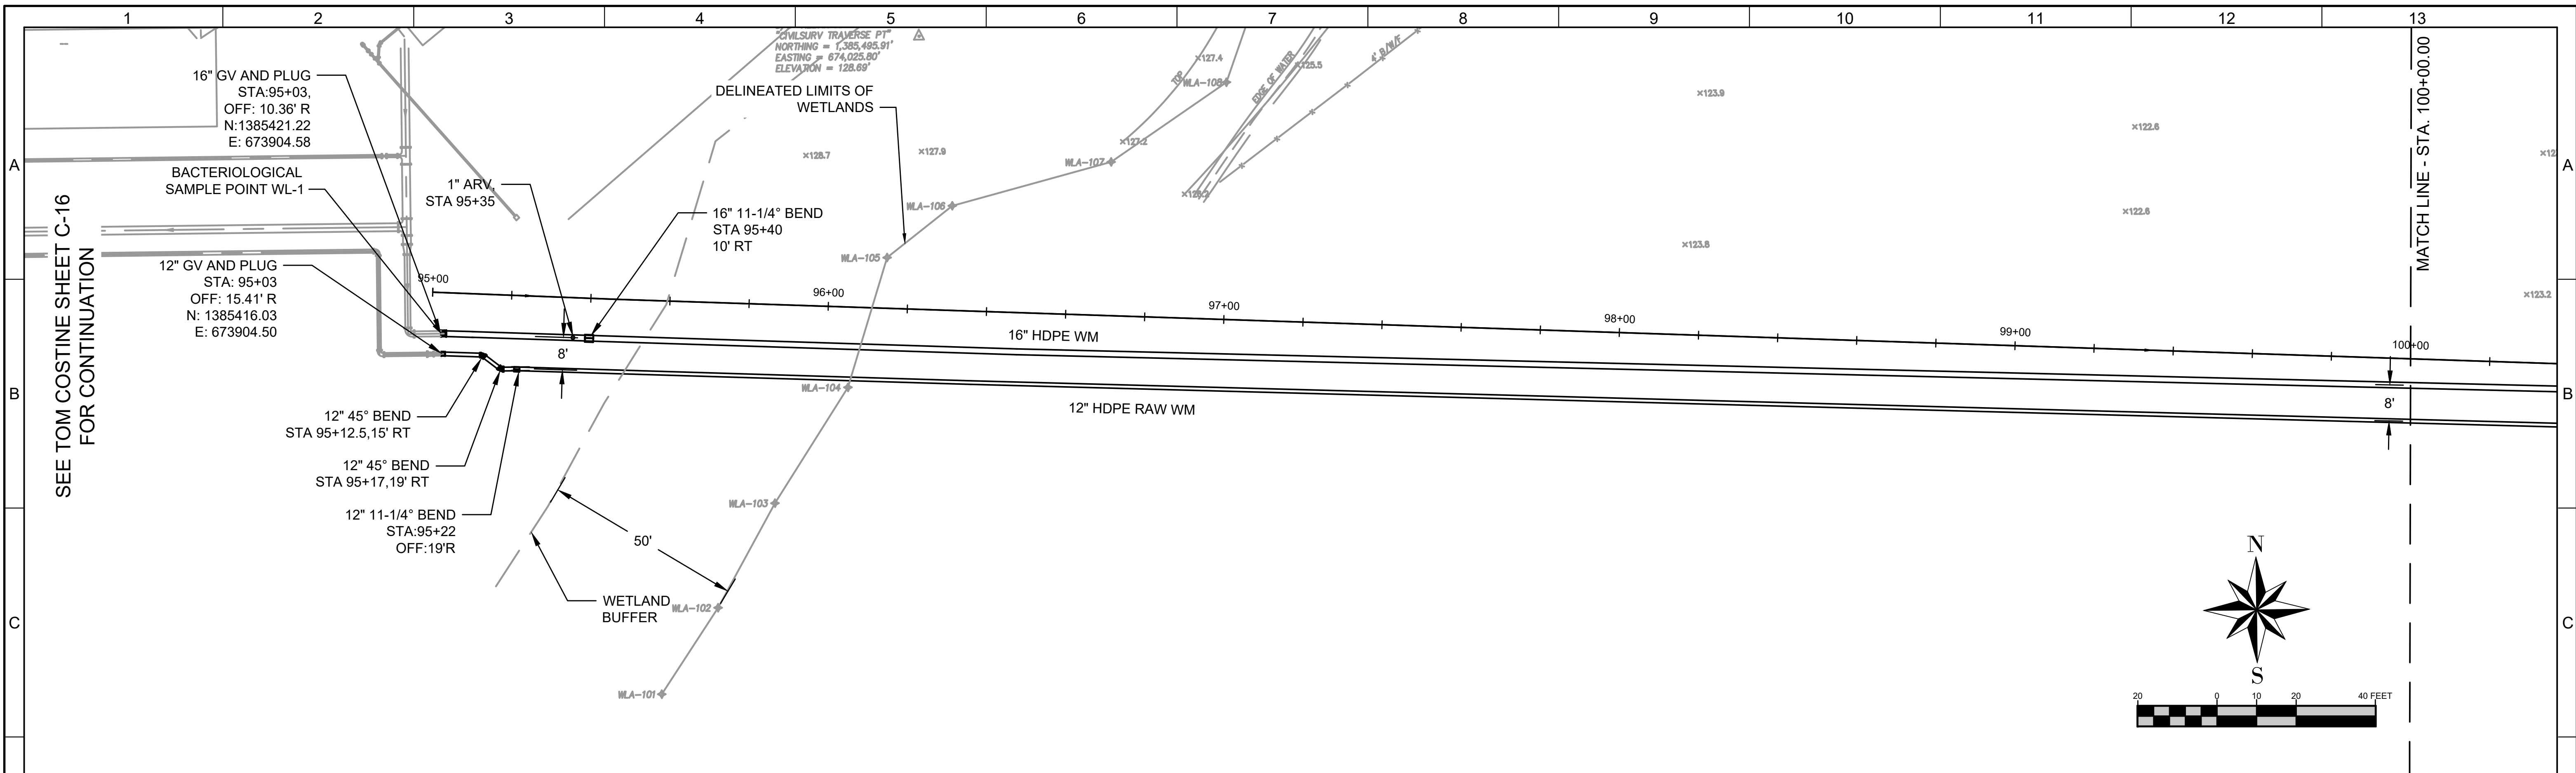 1 2 3 4 5 6 7 8 9 10 11 12 13
A
B
C
A
B
C
SEE TOM COSTINE SHEET C-16
FOR CONTINUATION
16" GV AND PLUG
STA:95+03,
OFF: 10.36' R
N:1385421.22
E: 673904.58
BACTERIOLOGICAL
SAMPLE POINT WL-1
12" GV AND PLUG
STA: 95+03
OFF: 15.41' R
N: 1385416.03
E: 673904.50
1" ARV,
STA 95+35
16" 11-1/4° BEND
STA 95+40
10' RT
12" 45° BEND
STA 95+12.5,15' RT
12" 45° BEND
STA 95+17,19' RT
12" 11-1/4° BEND
STA:95+22
OFF:19'R
"CIVILSURV TRAVERSE PT"
NORTHING = 1,385,495.91'
EASTING = 674,025.80'
ELEVATION = 128.69'
DELINEATED LIMITS OF
WETLANDS
WETLAND
BUFFER
50'
8'
8'
WLA-101
WLA-102
WLA-103
WLA-104
WLA-105
WLA-106
WLA-107
WLA-108
TOP
EDGE OF WATER
4' B/W/F
×127.4
×125.5
×123.9
×122.6
×128.7
×127.9
×127.2
×122.6
×123.8
×123.2
95+00
96+00
97+00
98+00
99+00
100+00
16" HDPE WM
12" HDPE RAW WM
MATCH LINE - STA. 100+00.00
N
S
20 0 10 20 40 FEET